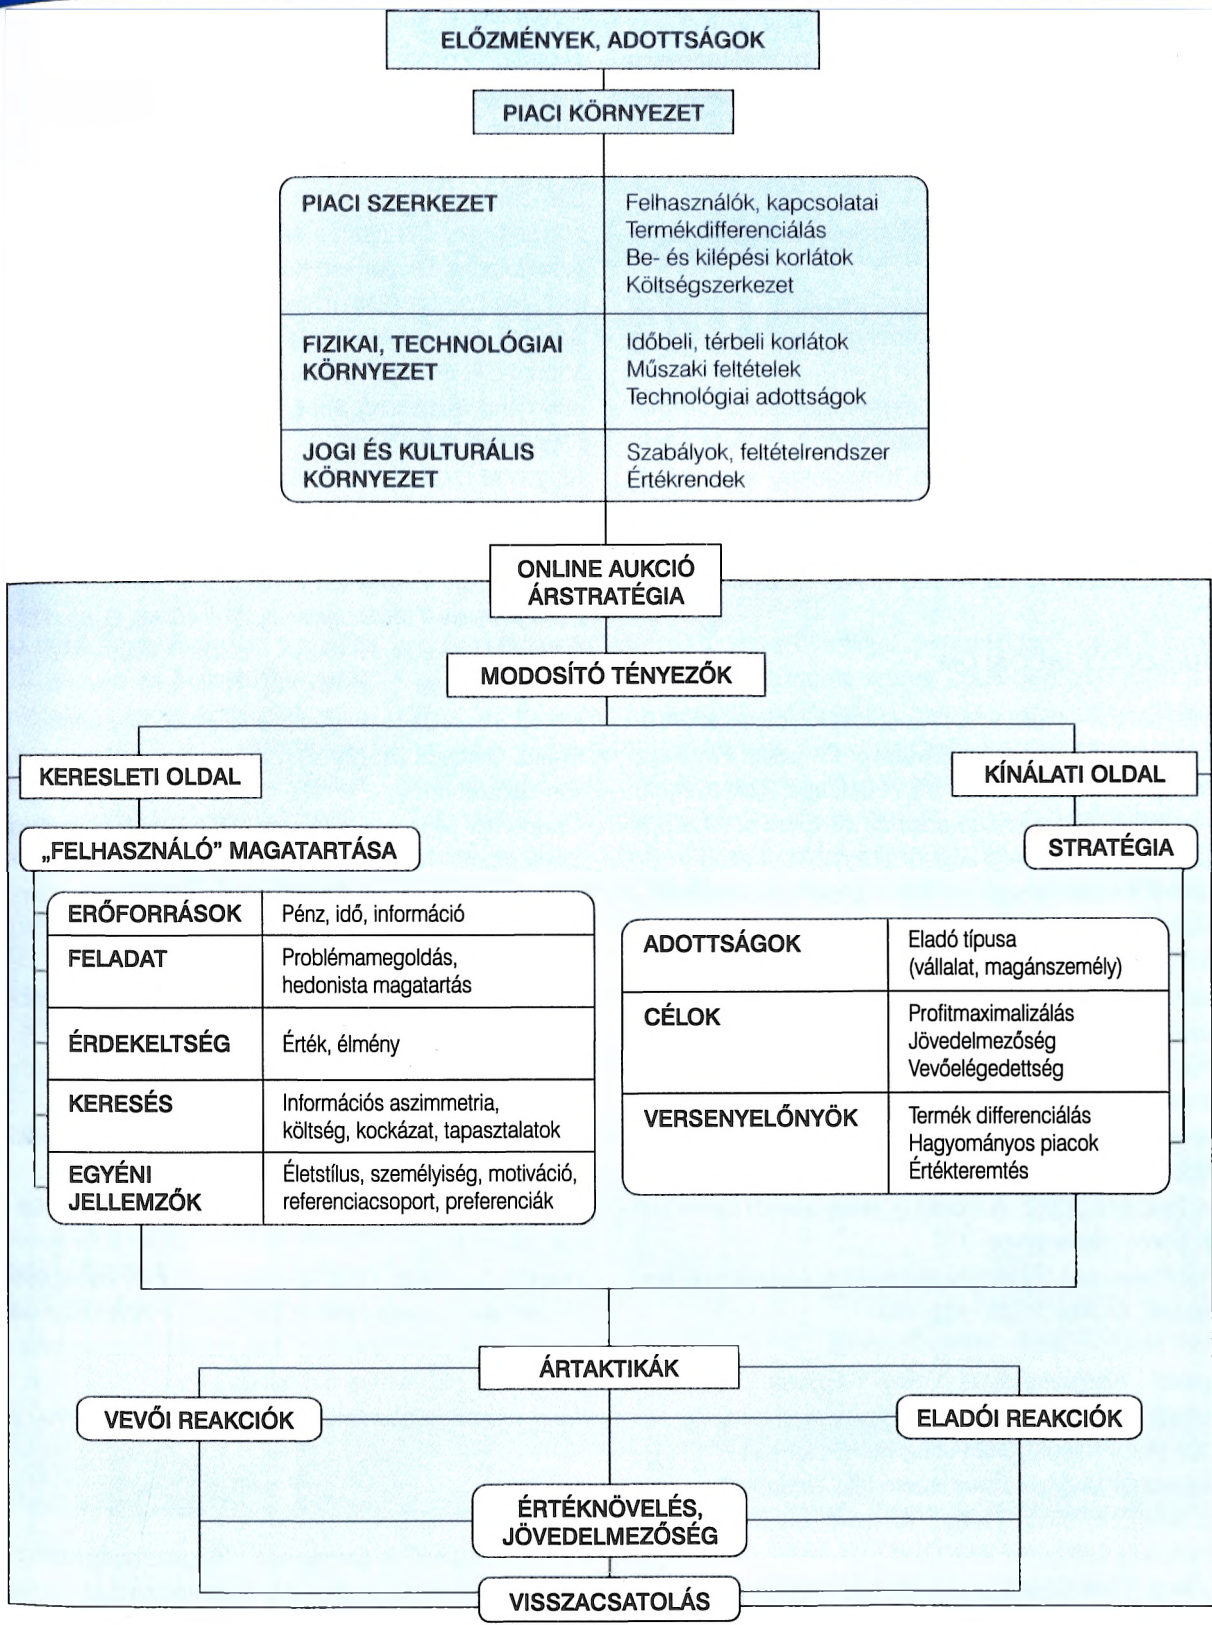 ELŐZMÉNYEK, ADOTTSÁGOK
PIACI KÖRNYEZET
PIACI SZERKEZET
Felhasználók, kapcsolatai
Termékdifferenciálás
Be- és kilépési korlátok
Költségszerkezet
FIZIKAI, TECHNOLÓGIAI
KÖRNYEZET
Időbeli, térbeli korlátok
Műszaki feltételek
Technológiai adottságok
JOGI ÉS KULTURÁLIS
KÖRNYEZET
Szabályok, feltételrendszer
Értékrendek
ONLINE AUKCIÓ
ÁRSTRATÉGIA
MODOSÍTÓ TÉNYEZŐK
KERESLETI OLDAL
„FELHASZNÁLÓ” MAGATARTÁSA
ERŐFORRÁSOK
Pénz, idő, információ
FELADAT
Problémamegoldás,
hedonista magatartás
ÉRDEKELTSÉG
Érték, élmény
KERESÉS
Információs aszimmetria,
költség, kockázat, tapasztalatok
EGYÉNI
JELLEMZŐK
Életstílus, személyiség, motiváció,
referenciacsoport, preferenciák
KÍNÁLATI OLDAL
STRATÉGIA
ADOTTSÁGOK
Eladó típusa
(vállalat, magánszemély)
CÉLOK
Profitmaximalizálás
Jövedelmezőség
Vevőelégedettség
VERSENYELŐNYÖK
Termék differenciálás
Hagyományos piacok
Értékteremtés
ÁRTAKTIKÁK
VEVŐI REAKCIÓK
ELADÓI REAKCIÓK
ÉRTÉKNÖVELÉS,
JÖVEDELMEZŐSÉG
VISSZACSATOLÁS